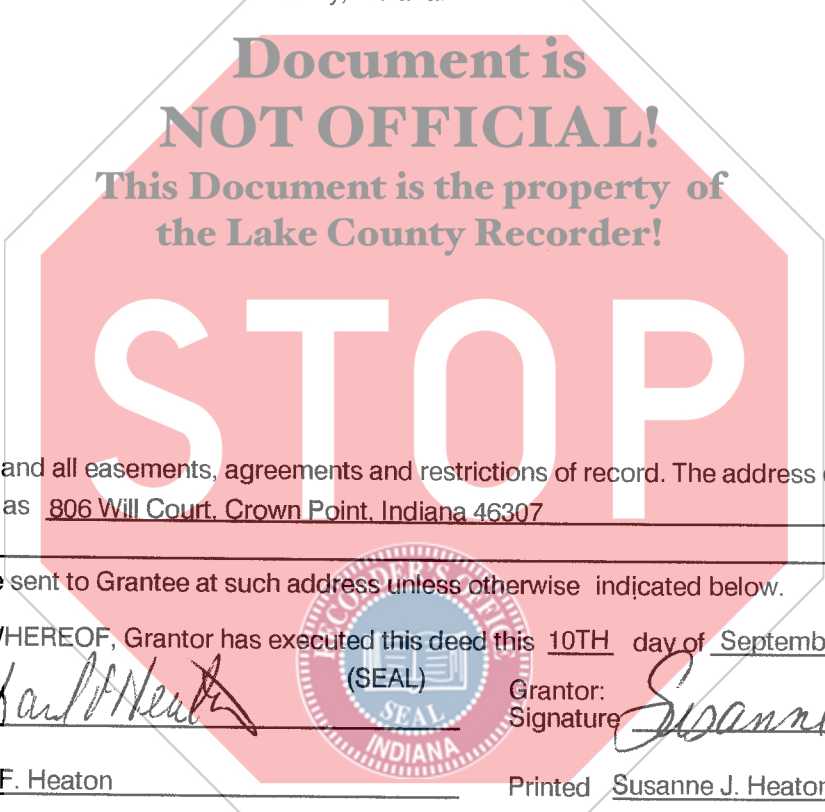 Document is
NOT OFFICIAL!
This Document is the property of
the Lake County Recorder!
STOP
and all easements, agreements and restrictions of record. The address
as 806 Will Court, Crown Point, Indiana 46307
sent to Grantee at such address unless otherwise indicated below.
HEREOF, Grantor has executed this deed this 10TH day of Septemb
(SEAL)
Grantor:
Signature Susanne
RECORDER'S OFFICE
SEAL
INDIANA
F. Heaton
Printed Susanne J. Heaton